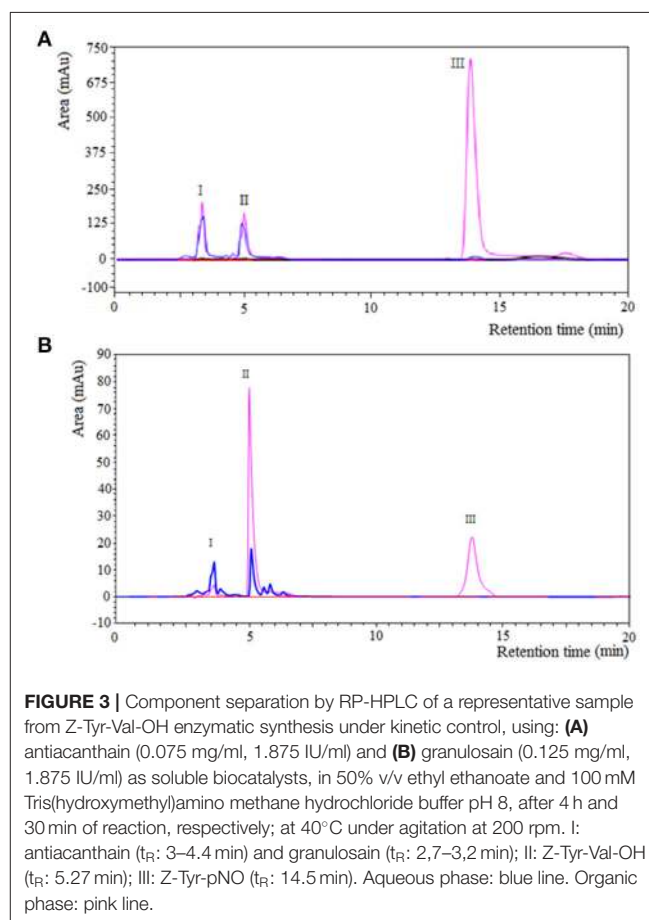 A
750
675
500
375
250
125
0
-100
Area (mAu)
I
II
III
0
5
10
15
20
Retention time (min)
B
90
80
70
60
50
40
30
20
10
0
-10
Area (mAu)
I
II
III
0
5
10
15
20
Retention time (min)
FIGURE 3 | Component separation by RP-HPLC of a representative sample
from Z-Tyr-Val-OH enzymatic synthesis under kinetic control, using: (A)
antiacanthain (0.075 mg/ml, 1.875 IU/ml) and (B) granulosain (0.125 mg/ml,
1.875 IU/ml) as soluble biocatalysts, in 50% v/v ethyl ethanoate and 100 mM
Tris(hydroxymethyl)amino methane hydrochloride buffer pH 8, after 4 h and
30 min of reaction, respectively; at 40°C under agitation at 200 rpm. I:
antiacanthain (tR: 3–4.4 min) and granulosain (tR: 2,7–3,2 min); II: Z-Tyr-Val-OH
(tR: 5.27 min); III: Z-Tyr-pNO (tR: 14.5 min). Aqueous phase: blue line. Organic
phase: pink line.